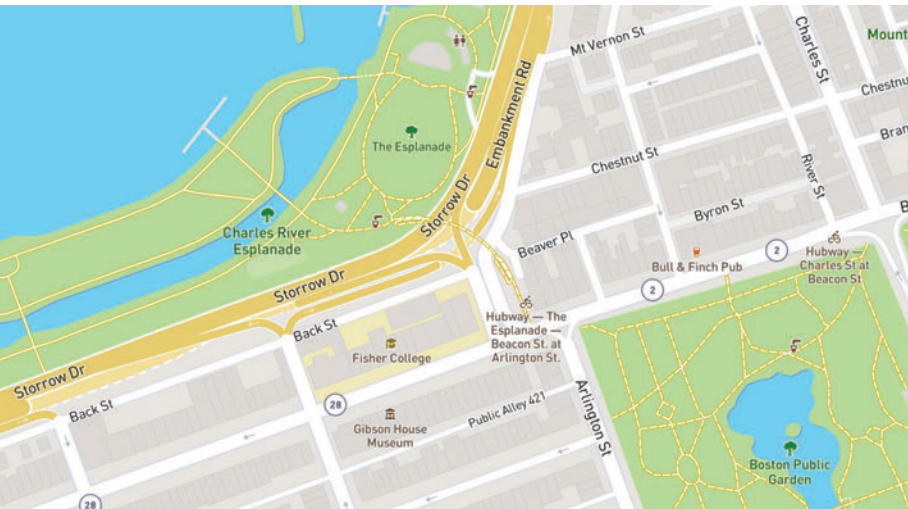 Mt Vernon St
Charles St
Mount
Chestnu
Bran
Embankment Rd
The Esplanade
Chestnut St
River St
Byron St
Storrow Dr
Charles River
Esplanade
Beaver Pl
B
2
Bull & Finch Pub
Hubway —
Charles St at
Beacon St
2
Storrow Dr
Back St
Hubway — The
Esplanade —
Beacon St. at
Arlington St.
Fisher College
Storrow Dr
Back St
28
Gibson House
Museum
Public Alley 421
Arlington St
Boston Public
Garden
28